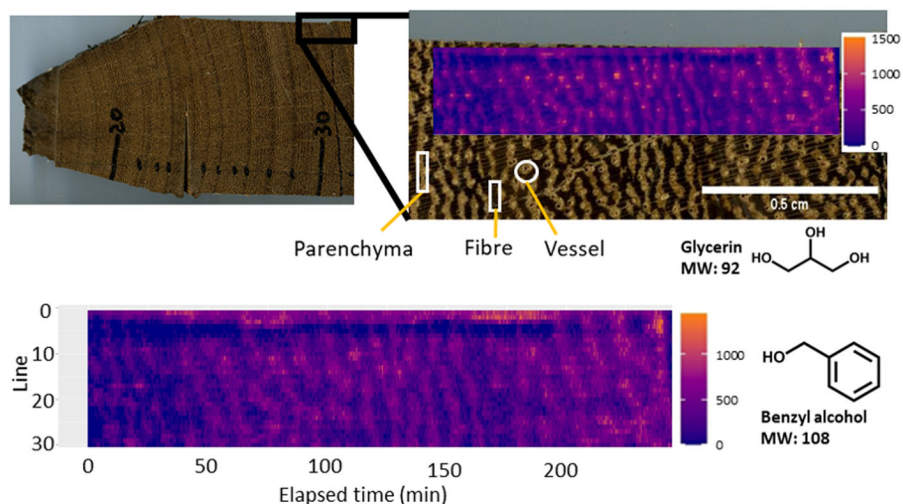 20
30
1500
1000
500
0
0.5 cm
Parenchyma
Fibre
Vessel
Glycerin
MW: 92
OH
HO
OH
0
10
20
30
Line
0
50
100
150
200
Elapsed time (min)
1000
500
0
HO
Benzyl alcohol
MW: 108